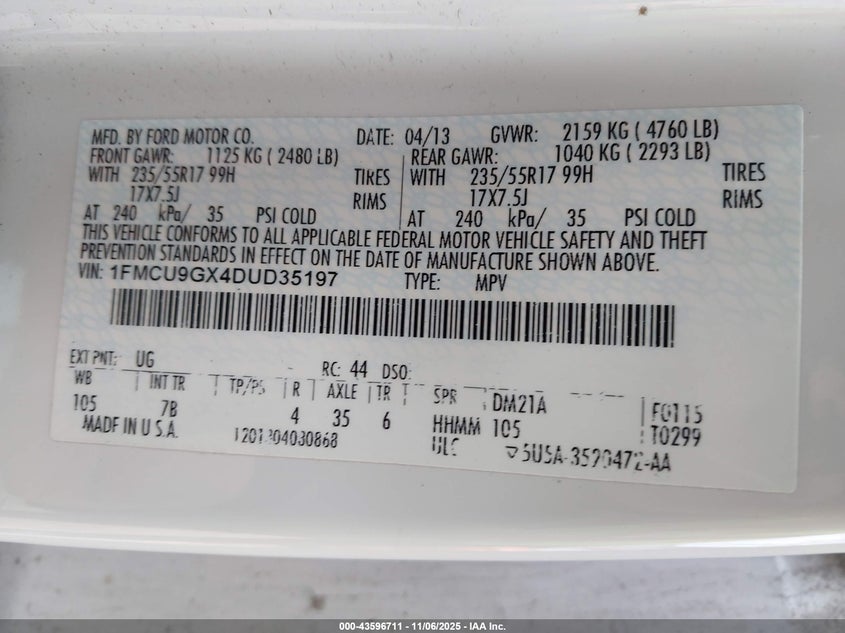 MFD. BY FORD MOTOR CO. DATE: 04/13 GVWR: 2159 KG ( 4760 LB)
FRONT GAWR: 1125 KG ( 2480 LB) REAR GAWR: 1040 KG ( 2293 LB)
WITH 235/55R17 99H TIRES WITH 235/55R17 99H TIRES
17X7.5J RIMS 17X7.5J RIMS
AT 240 kPa/ 35 PSI COLD AT 240 kPa/ 35 PSI COLD
THIS VEHICLE CONFORMS TO ALL APPLICABLE FEDERAL MOTOR VEHICLE SAFETY AND THEFT
PREVENTION STANDARDS IN EFFECT ON THE DATE OF MANUFACTURE SHOWN ABOVE.
VIN: 1FMCU9GX4DUD35197 TYPE: MPV
EXT PNT: UG RC: 44 DSO:
WB INT TR TP/PS R AXLE TR SPR DM21A F0115
105 7B 4 35 6 HHMM 105 T0299
MADE IN U.S.A. ULC 5USA-3520472-AA
000-43596711 - 11/06/2025 - IAA Inc.